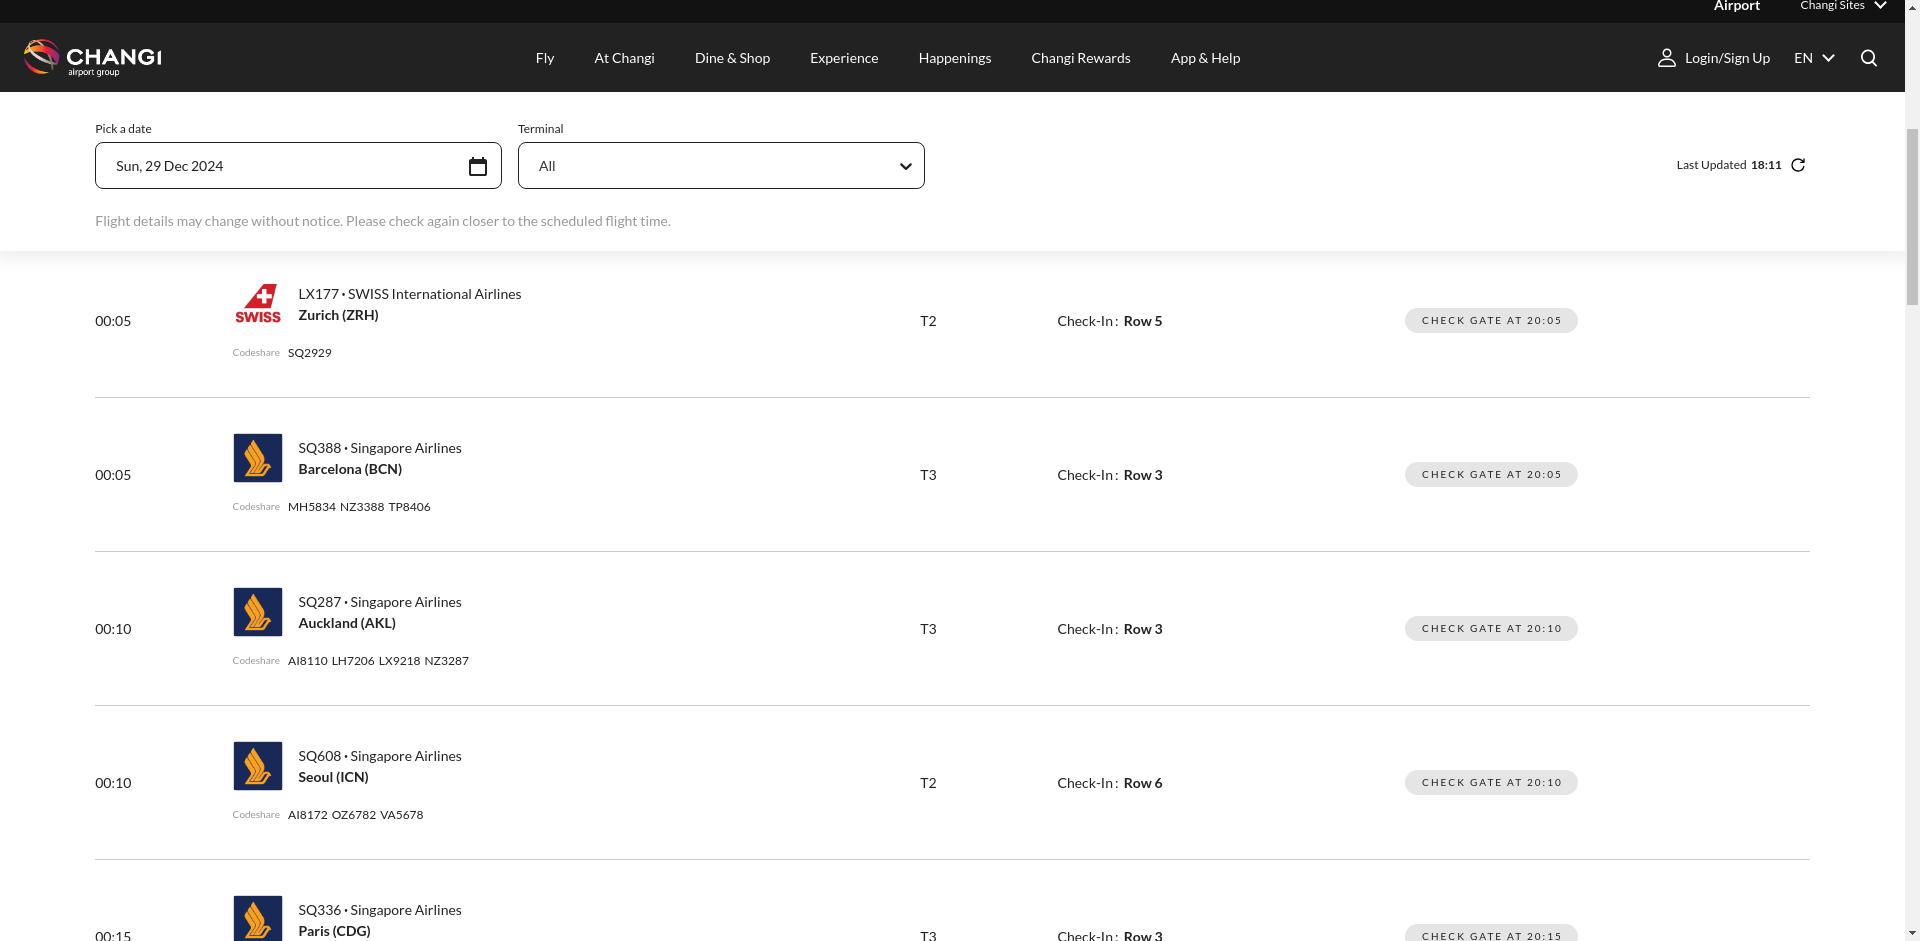 Airport
Changi Sites
CHANGI
airport group
Fly
At Changi
Dine & Shop
Experience
Happenings
Changi Rewards
App & Help
Login/Sign Up
EN
Pick a date
Terminal
Sun, 29 Dec 2024
All
Last Updated 18:11
Flight details may change without notice. Please check again closer to the scheduled flight time.
00:05
SWISS
LX177 · SWISS International Airlines
Zurich (ZRH)
Codeshare SQ2929
T2
Check-In : Row 5
CHECK GATE AT 20:05
00:05
SQ388 · Singapore Airlines
Barcelona (BCN)
Codeshare MH5834 NZ3388 TP8406
T3
Check-In : Row 3
CHECK GATE AT 20:05
00:10
SQ287 · Singapore Airlines
Auckland (AKL)
Codeshare AI8110 LH7206 LX9218 NZ3287
T3
Check-In : Row 3
CHECK GATE AT 20:10
00:10
SQ608 · Singapore Airlines
Seoul (ICN)
Codeshare AI8172 OZ6782 VA5678
T2
Check-In : Row 6
CHECK GATE AT 20:10
00:15
SQ336 · Singapore Airlines
Paris (CDG)
T3
Check-In : Row 3
CHECK GATE AT 20:15